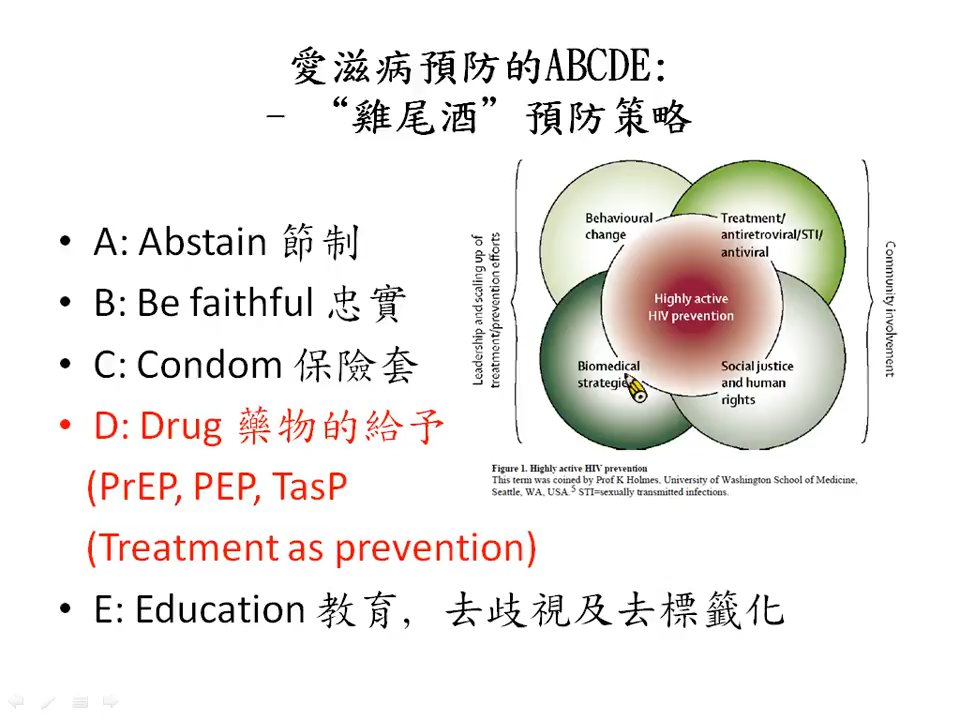 愛滋病預防的ABCDE:
- “雞尾酒”預防策略
• A: Abstain 節制
• B: Be faithful 忠實
• C: Condom 保險套
• D: Drug 藥物的給予
(PrEP, PEP, TasP
(Treatment as prevention)
• E: Education 教育, 去歧視及去標籤化
Leadership and scaling up of
treatment/prevention efforts
Behavioural
change
Treatment/
antiretroviral/STI/
antiviral
Highly active
HIV prevention
Biomedical
strategies
Social justice
and human
rights
Community involvement
Figure 1. Highly active HIV prevention
This term was coined by Prof K Holmes, University of Washington School of Medicine,
Seattle, WA, USA.5 STI=sexually transmitted infections.